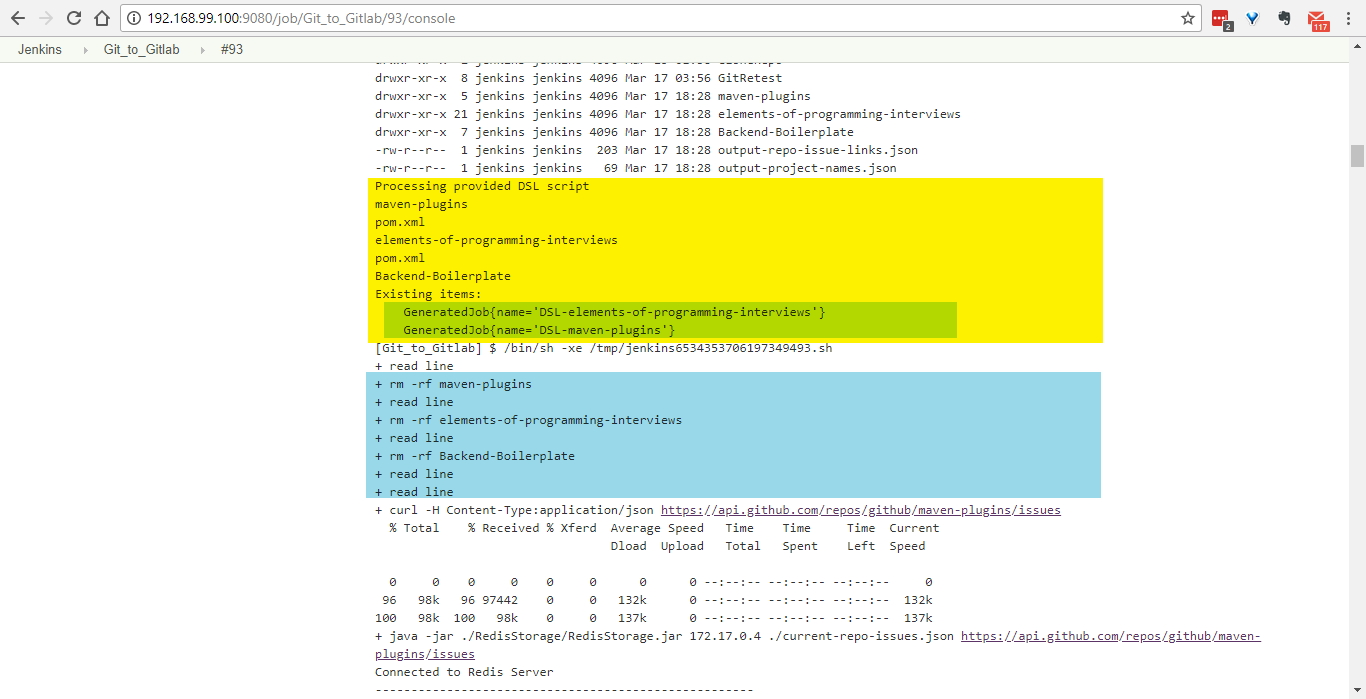 192.168.99.100:9080/job/Git_to_Gitlab/93/console
2
117
Jenkins Git_to_Gitlab #93
drwxr-xr-x 8 jenkins jenkins 4096 Mar 17 03:56 GitRetest
drwxr-xr-x 5 jenkins jenkins 4096 Mar 17 18:28 maven-plugins
drwxr-xr-x 21 jenkins jenkins 4096 Mar 17 18:28 elements-of-programming-interviews
drwxr-xr-x 7 jenkins jenkins 4096 Mar 17 18:28 Backend-Boilerplate
-rw-r--r-- 1 jenkins jenkins 203 Mar 17 18:28 output-repo-issue-links.json
-rw-r--r-- 1 jenkins jenkins 69 Mar 17 18:28 output-project-names.json
Processing provided DSL script
maven-plugins
pom.xml
elements-of-programming-interviews
pom.xml
Backend-Boilerplate
Existing items:
GeneratedJob{name='DSL-elements-of-programming-interviews'}
GeneratedJob{name='DSL-maven-plugins'}
[Git_to_Gitlab] $ /bin/sh -xe /tmp/jenkins6534353706197349493.sh
+ read line
+ rm -rf maven-plugins
+ read line
+ rm -rf elements-of-programming-interviews
+ read line
+ rm -rf Backend-Boilerplate
+ read line
+ read line
+ curl -H Content-Type:application/json https://api.github.com/repos/github/maven-plugins/issues
% Total % Received % Xferd Average Speed Time Time Time Current
Dload Upload Total Spent Left Speed
0 0 0 0 0 0 0 0 --:--:-- --:--:-- --:--:-- 0
96 98k 96 97442 0 0 132k 0 --:--:-- --:--:-- --:--:-- 132k
100 98k 100 98k 0 0 137k 0 --:--:-- --:--:-- --:--:-- 137k
+ java -jar ./RedisStorage/RedisStorage.jar 172.17.0.4 ./current-repo-issues.json https://api.github.com/repos/github/maven-
plugins/issues
Connected to Redis Server
-----------------------------------------------------